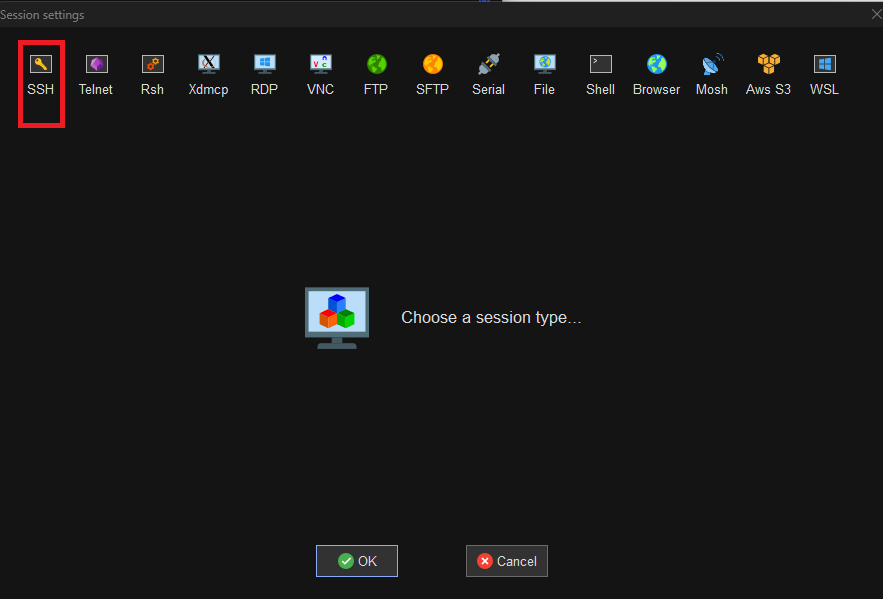 Session settings
SSH Telnet Rsh Xdmcp RDP VNC FTP SFTP Serial File Shell Browser Mosh Aws S3 WSL
Choose a session type...
OK Cancel